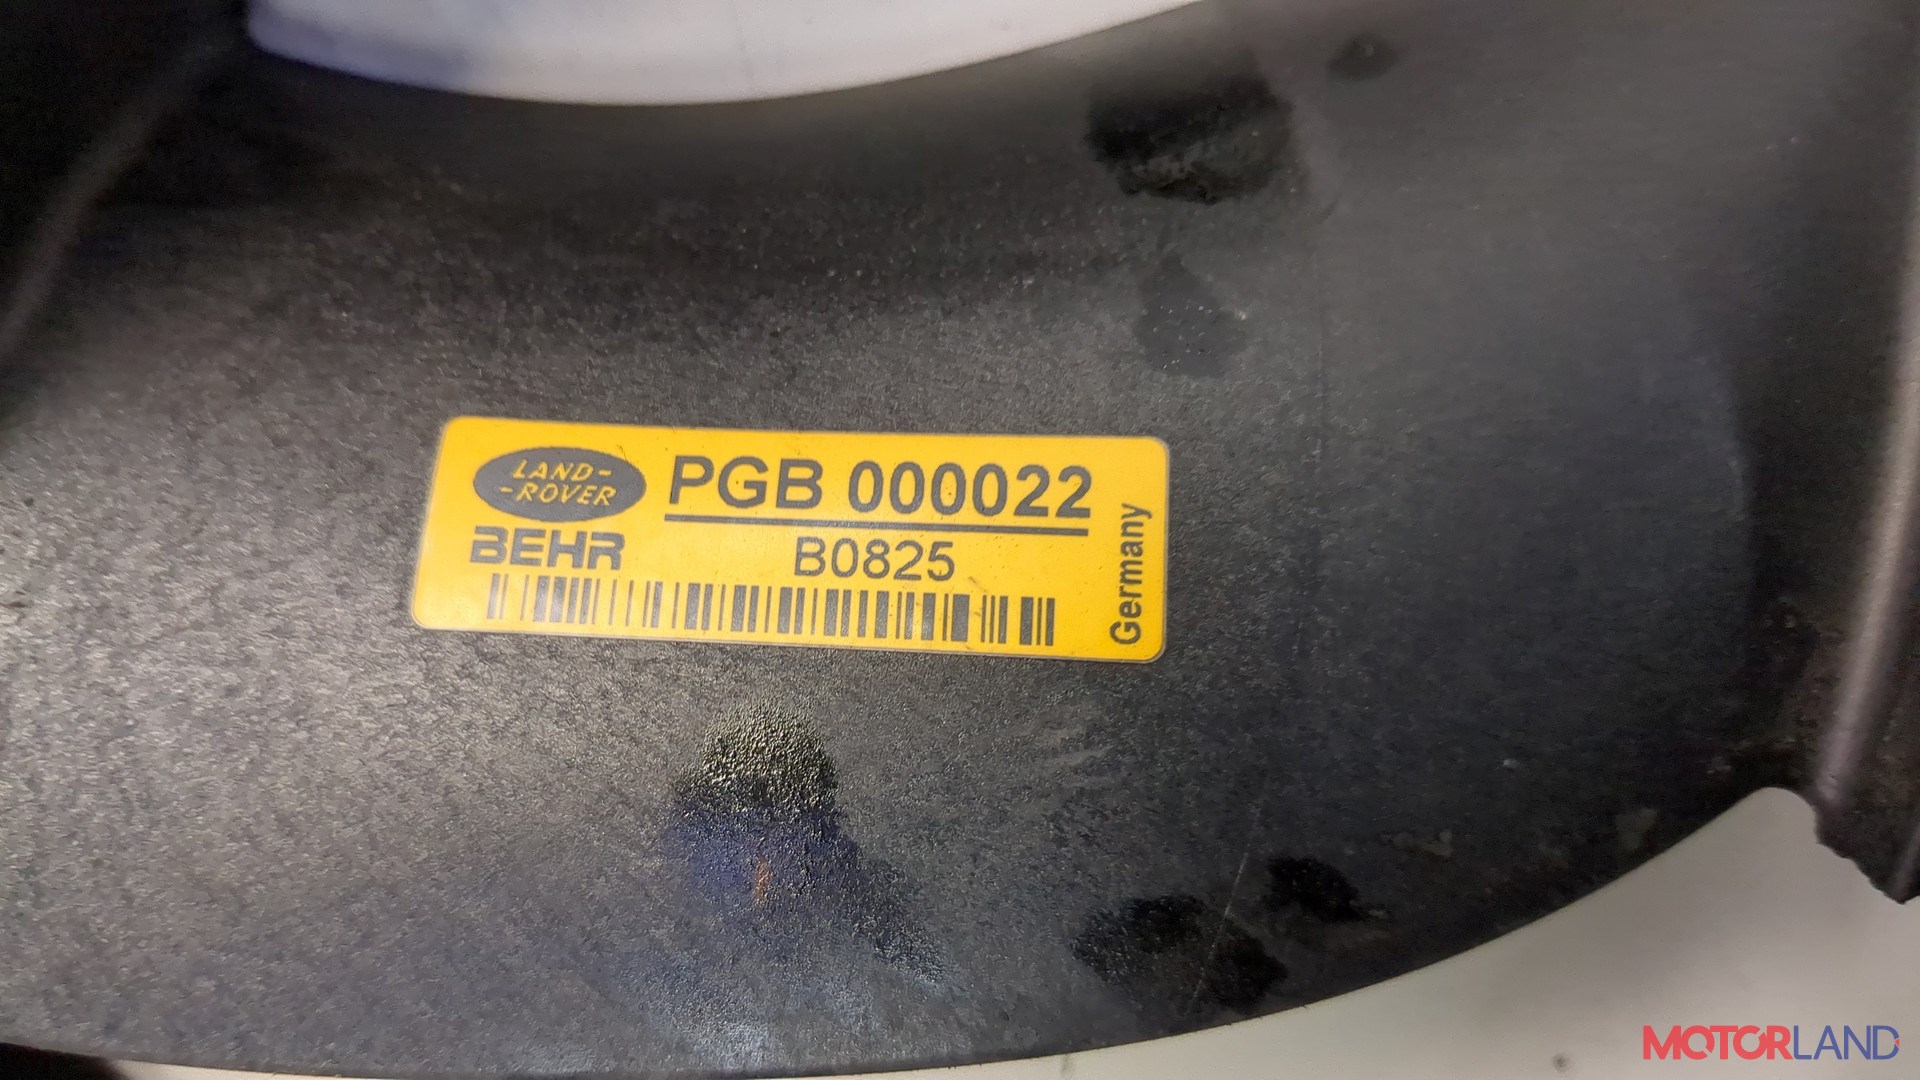 LAND-
-ROVER
PGB 000022
BEHR
B0825
Germany
MOTORLAND